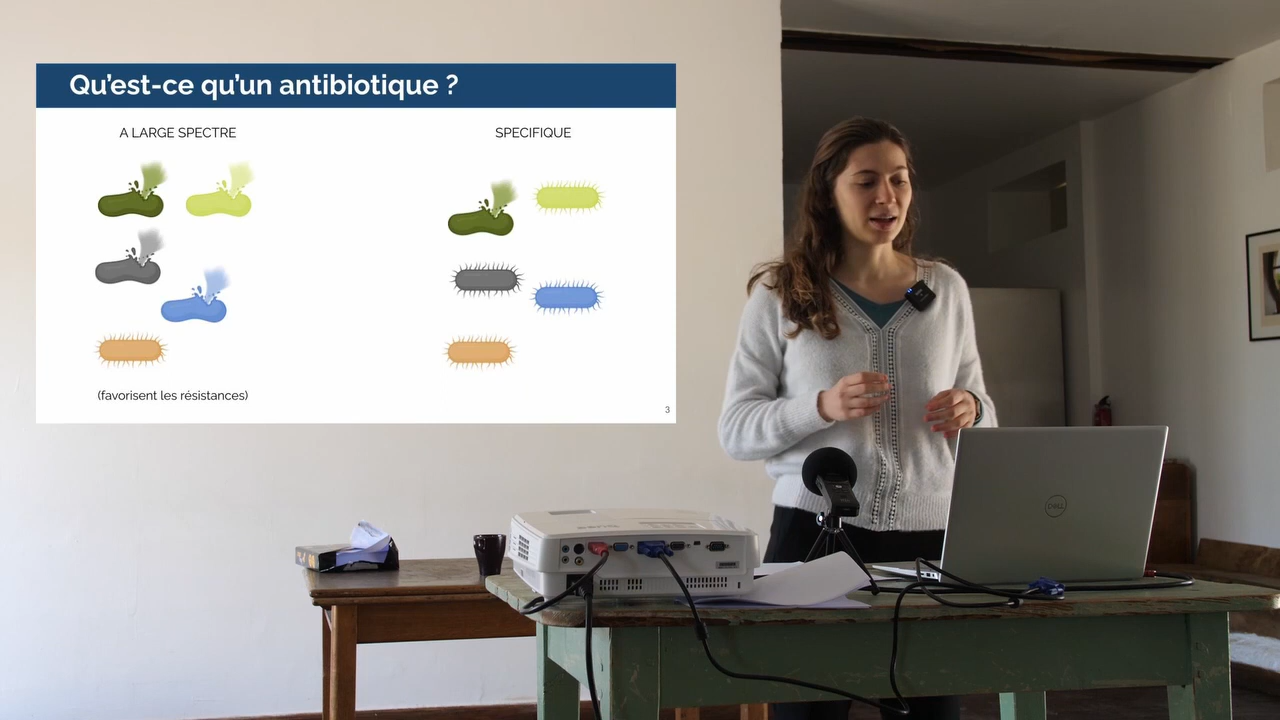 Qu'est-ce qu'un antibiotique ?
A LARGE SPECTRE
SPECIFIQUE
(favorisent les résistances)
3
DELL